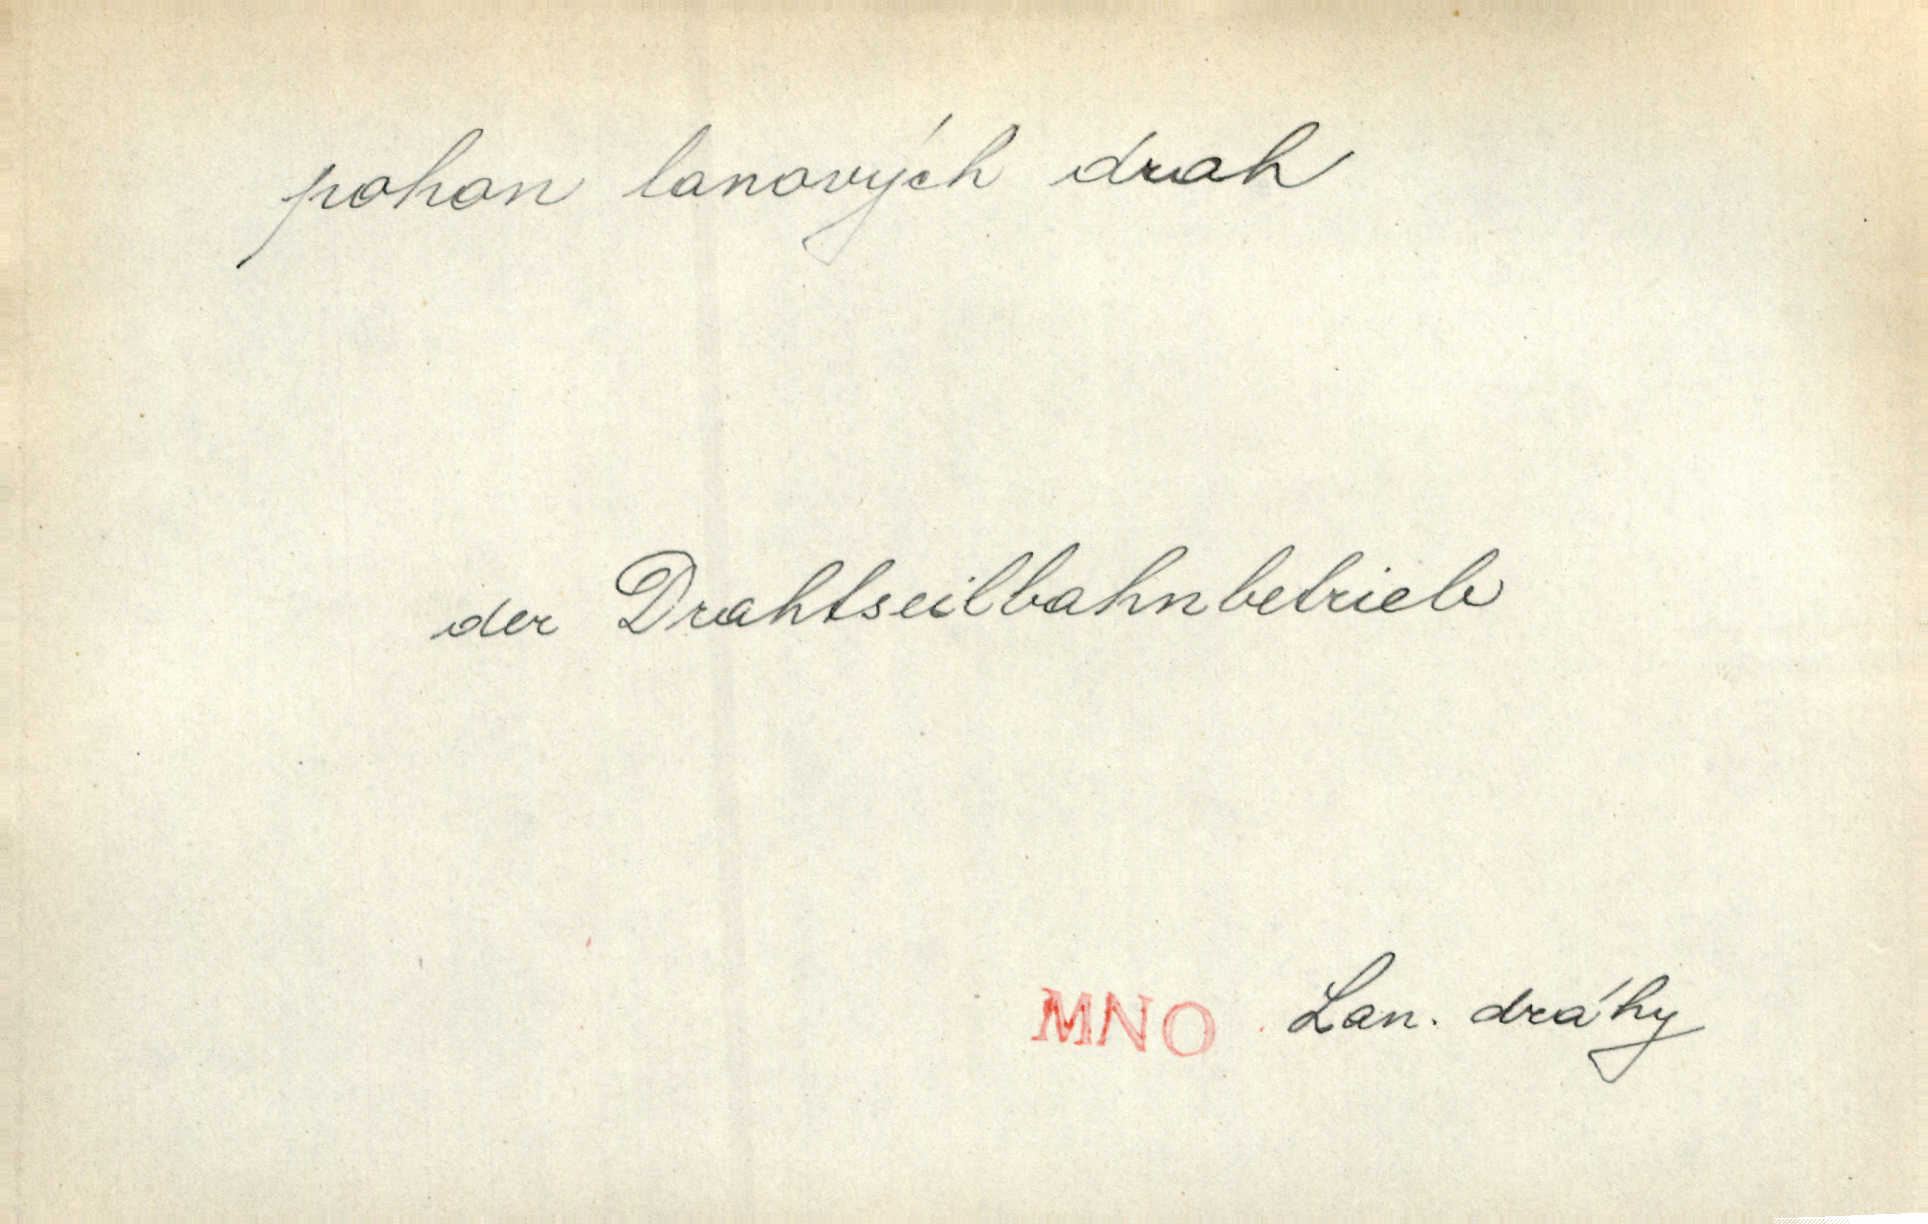 pohon lanových drah
der Drahtseilbahnbetrieb
MNO Lan. dráhy